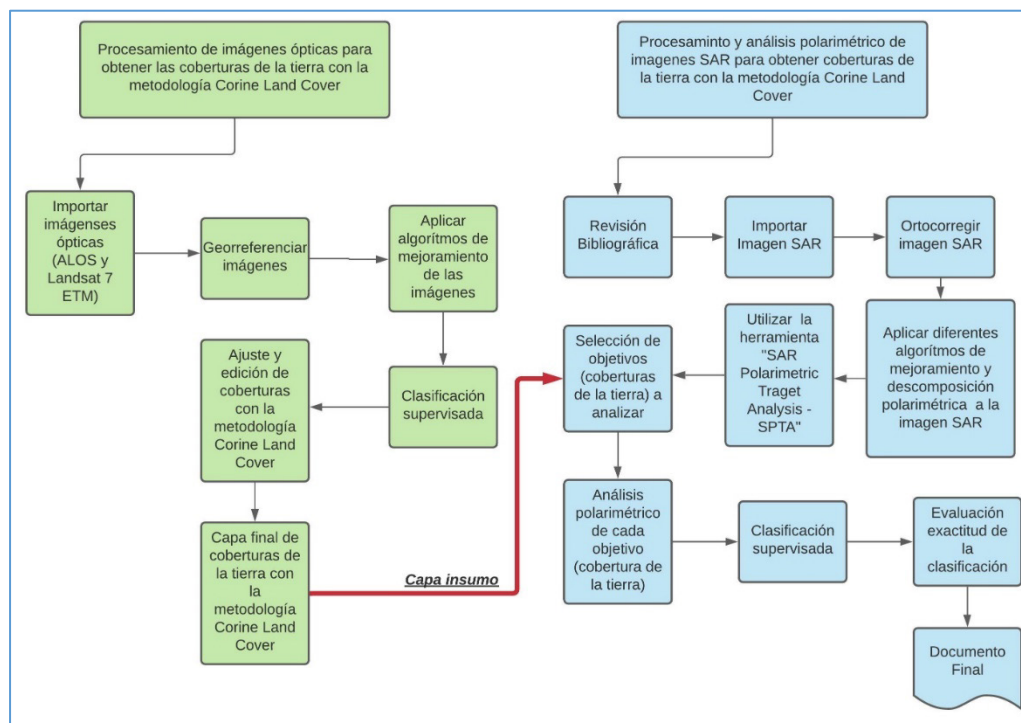 Procesamiento de imágenes ópticas para
obtener las coberturas de la tierra con la
metodología Corine Land Cover
Importar
imágenses
ópticas
(ALOS y
Landsat 7
ETM)
Georreferenciar
imágenes
Aplicar
algorítmos de
mejoramiento
de las
imágenes
Clasificación
supervisada
Ajuste y
edición de
coberturas
con la
metodología
Corine Land
Cover
Capa final de
coberturas de
la tierra con
la
metodología
Corine Land
Cover
Capa insumo
Procesaminto y análisis polarimétrico de
imagenes SAR para obtener coberturas de
la tierra con la metodología Corine Land
Cover
Revisión
Bibliográfica
Importar
Imagen SAR
Ortocorregir
imagen SAR
Aplicar diferentes
algorítmos de
mejoramiento y
descomposición
polarimétrica a la
imagen SAR
Utilizar la
herramienta
"SAR
Polarimetric
Traget
Analysis -
SPTA"
Selección de
objetivos
(coberturas
de la tierra) a
analizar
Análisis
polarimétrico
de cada
objetivo
(cobertura de
la tierra)
Clasificación
supervisada
Evaluación
exactitud de
la
clasificación
Documento
Final